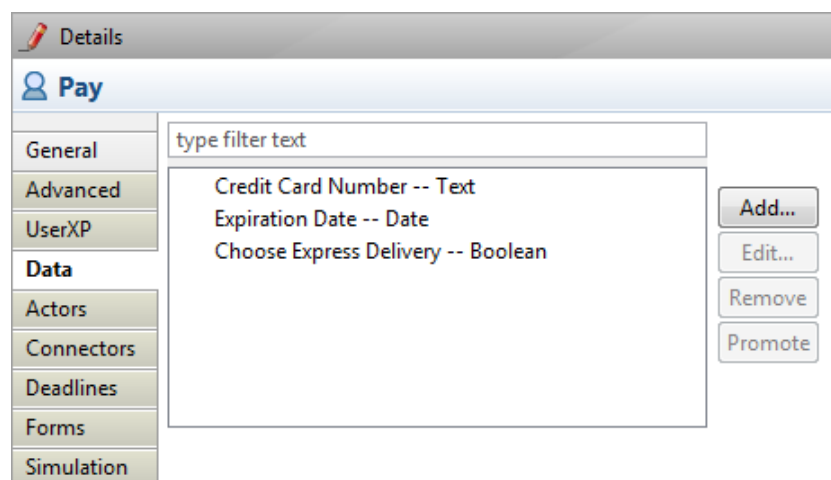 Details
Pay
General
Advanced
UserXP
Data
Actors
Connectors
Deadlines
Forms
Simulation
type filter text
Credit Card Number -- Text
Expiration Date -- Date
Choose Express Delivery -- Boolean
Add...
Edit...
Remove
Promote